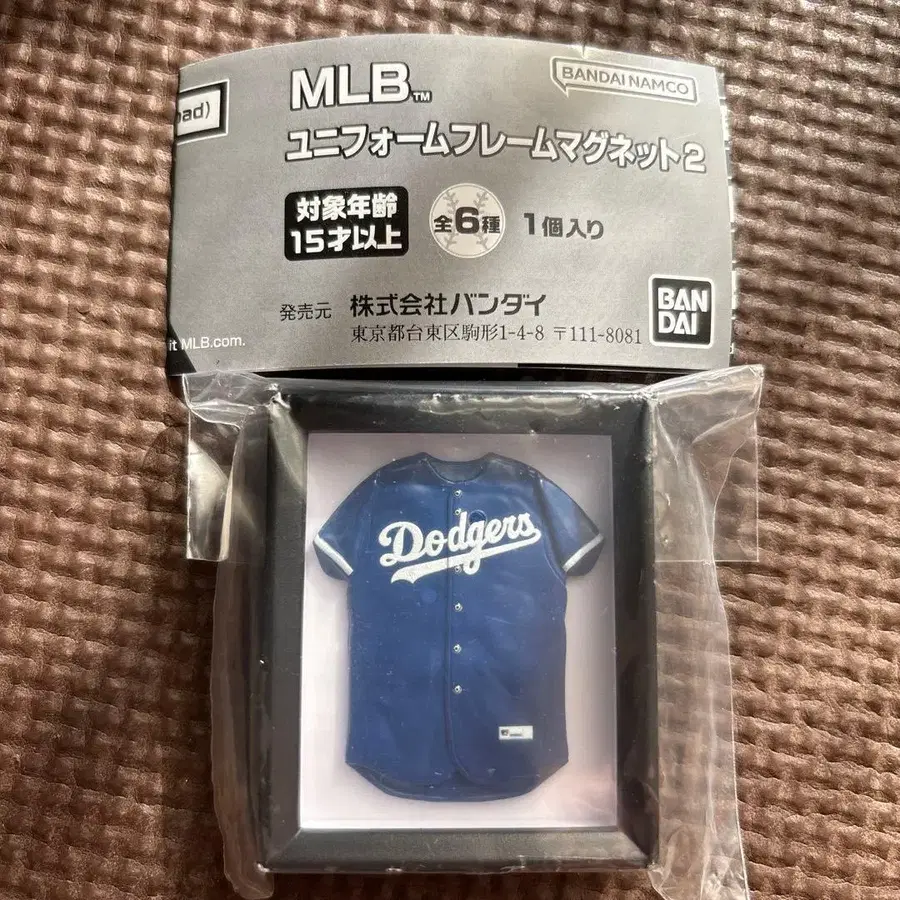 MLB™
BANDAI NAMCO
ユニフォームフレームマグネット2
対象年齢
15才以上
全6種
1個入り
発売元 株式会社バンダイ
東京都台東区駒形1-4-8 〒111-8081
BAN
DAI
MLB.com.
Dodgers